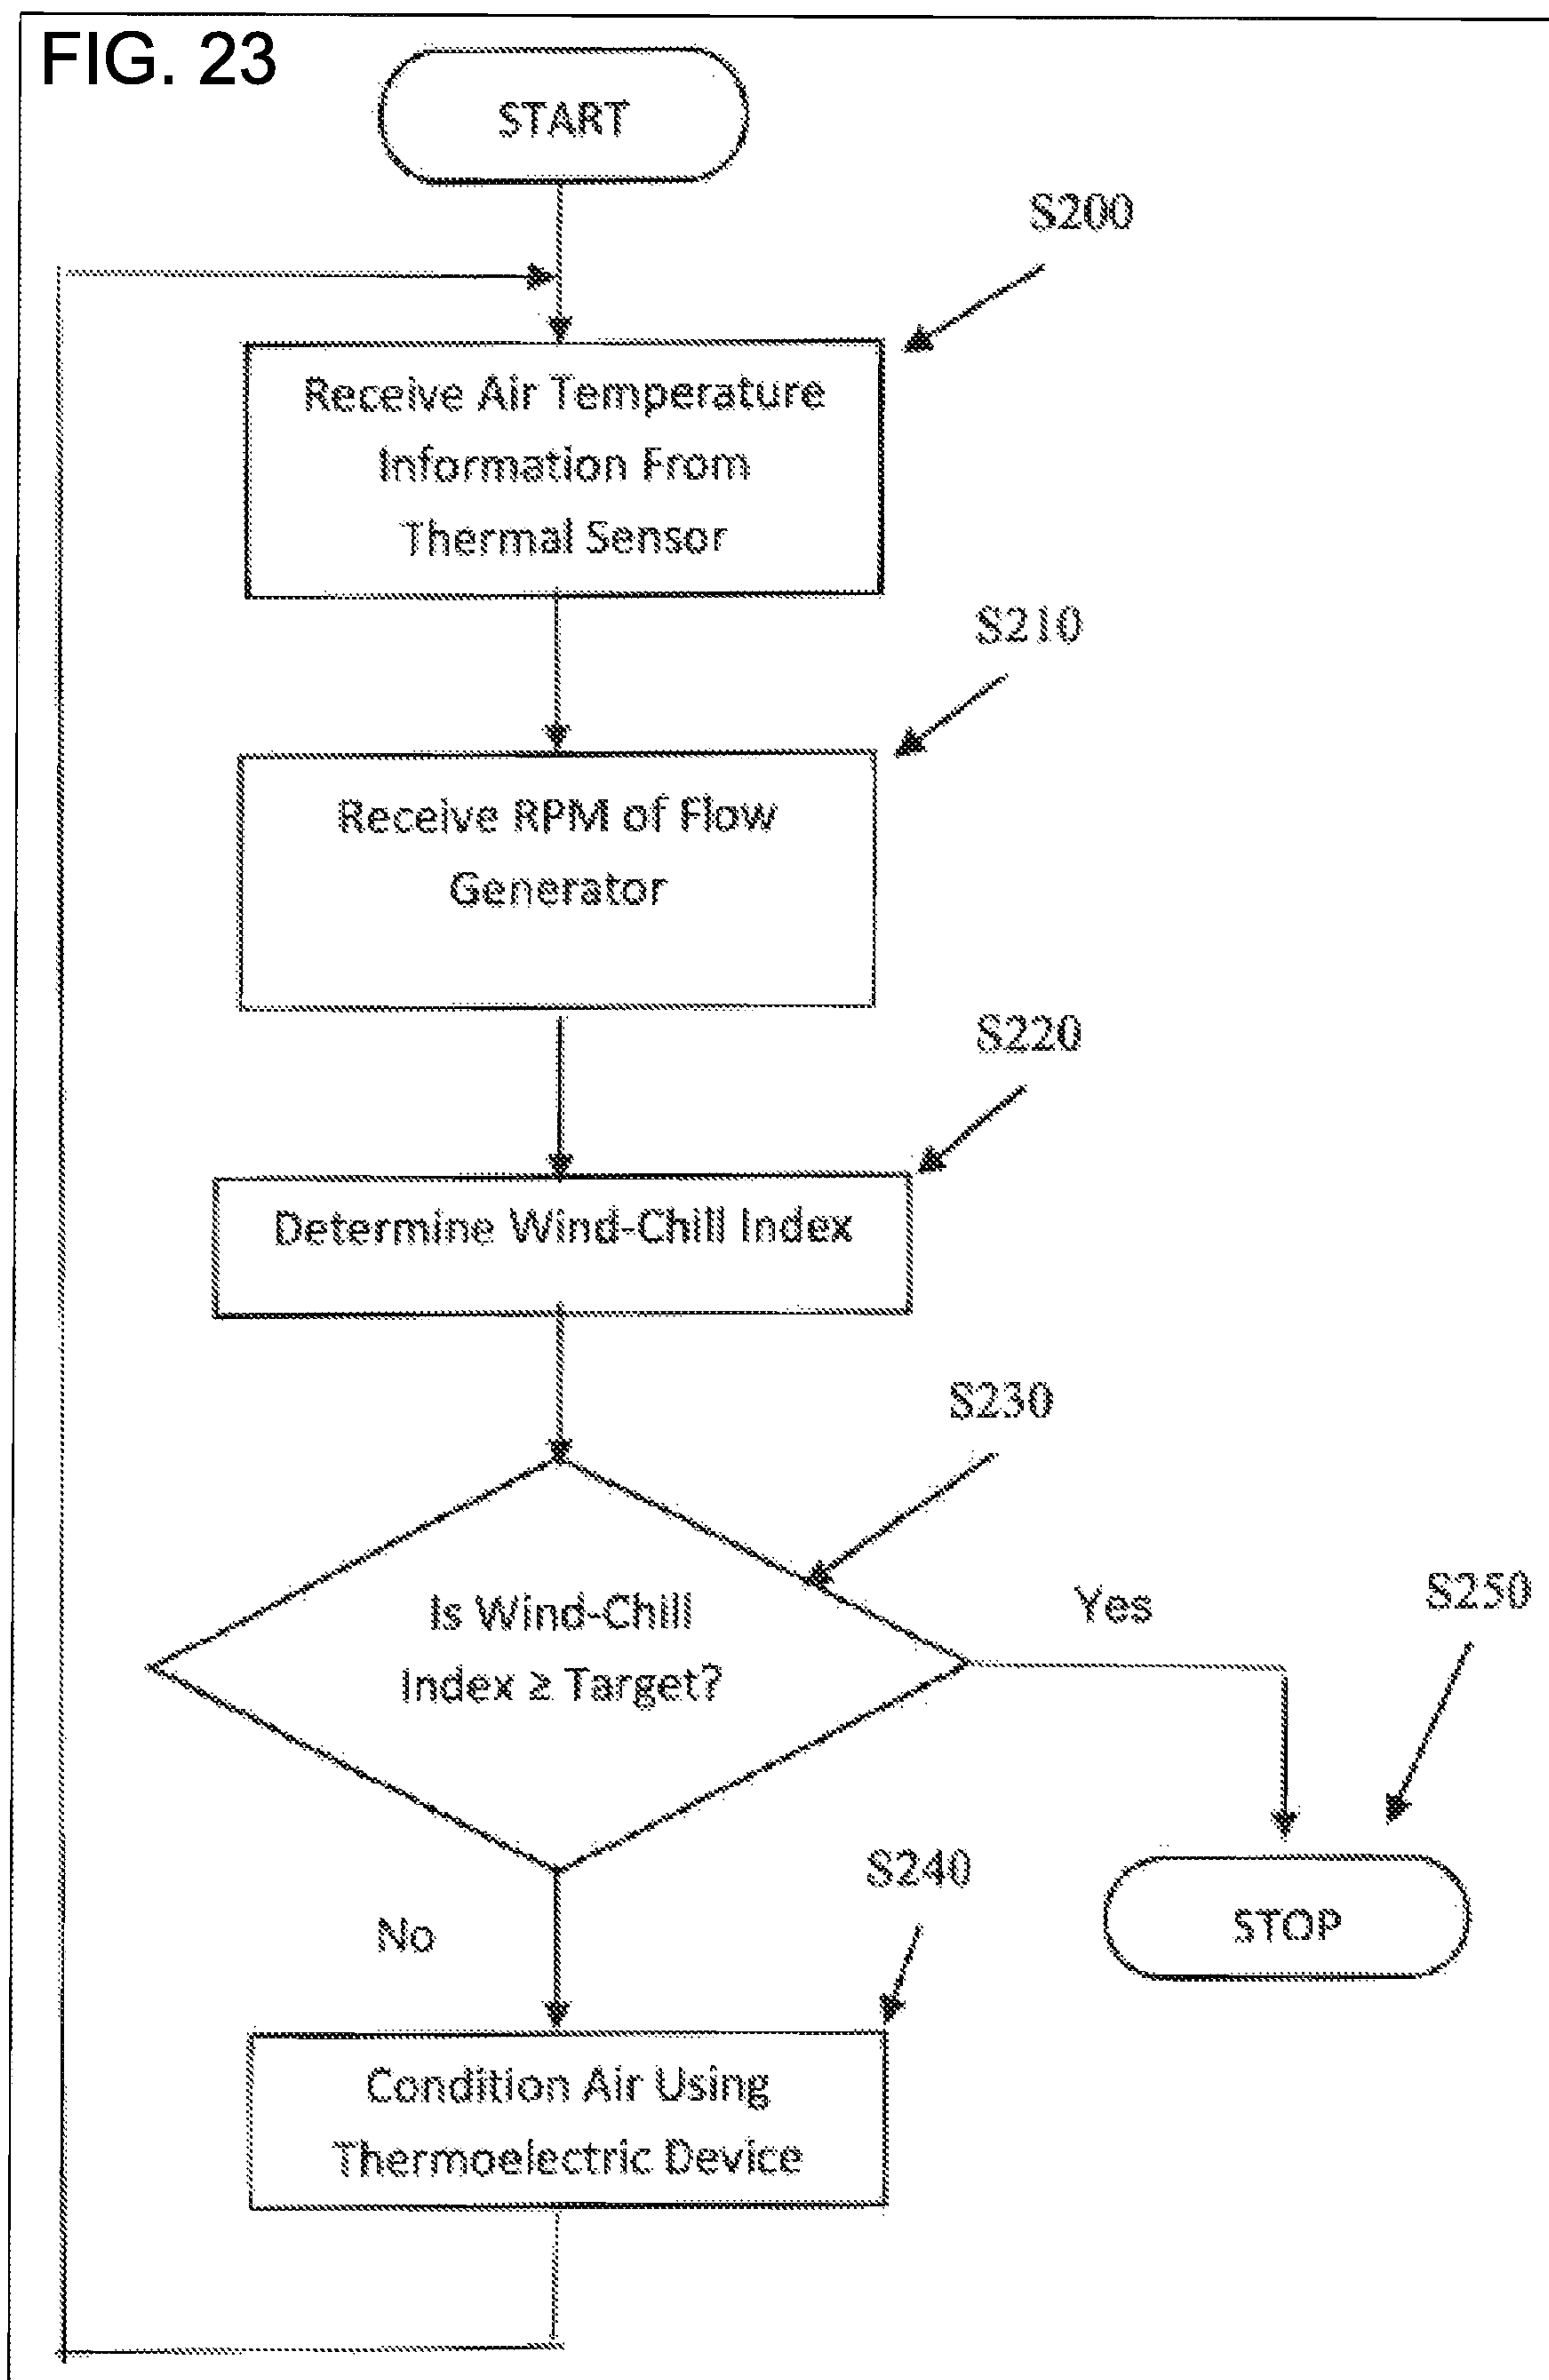 FIG. 23
START
S200
Receive Air Temperature
Information From
Thermal Sensor
S210
Receive RPM of Flow
Generator
S220
Determine Wind-Chill Index
S230
Is Wind-Chill
Index ≥ Target?
Yes
S250
STOP
No
S240
Condition Air Using
Thermoelectric Device